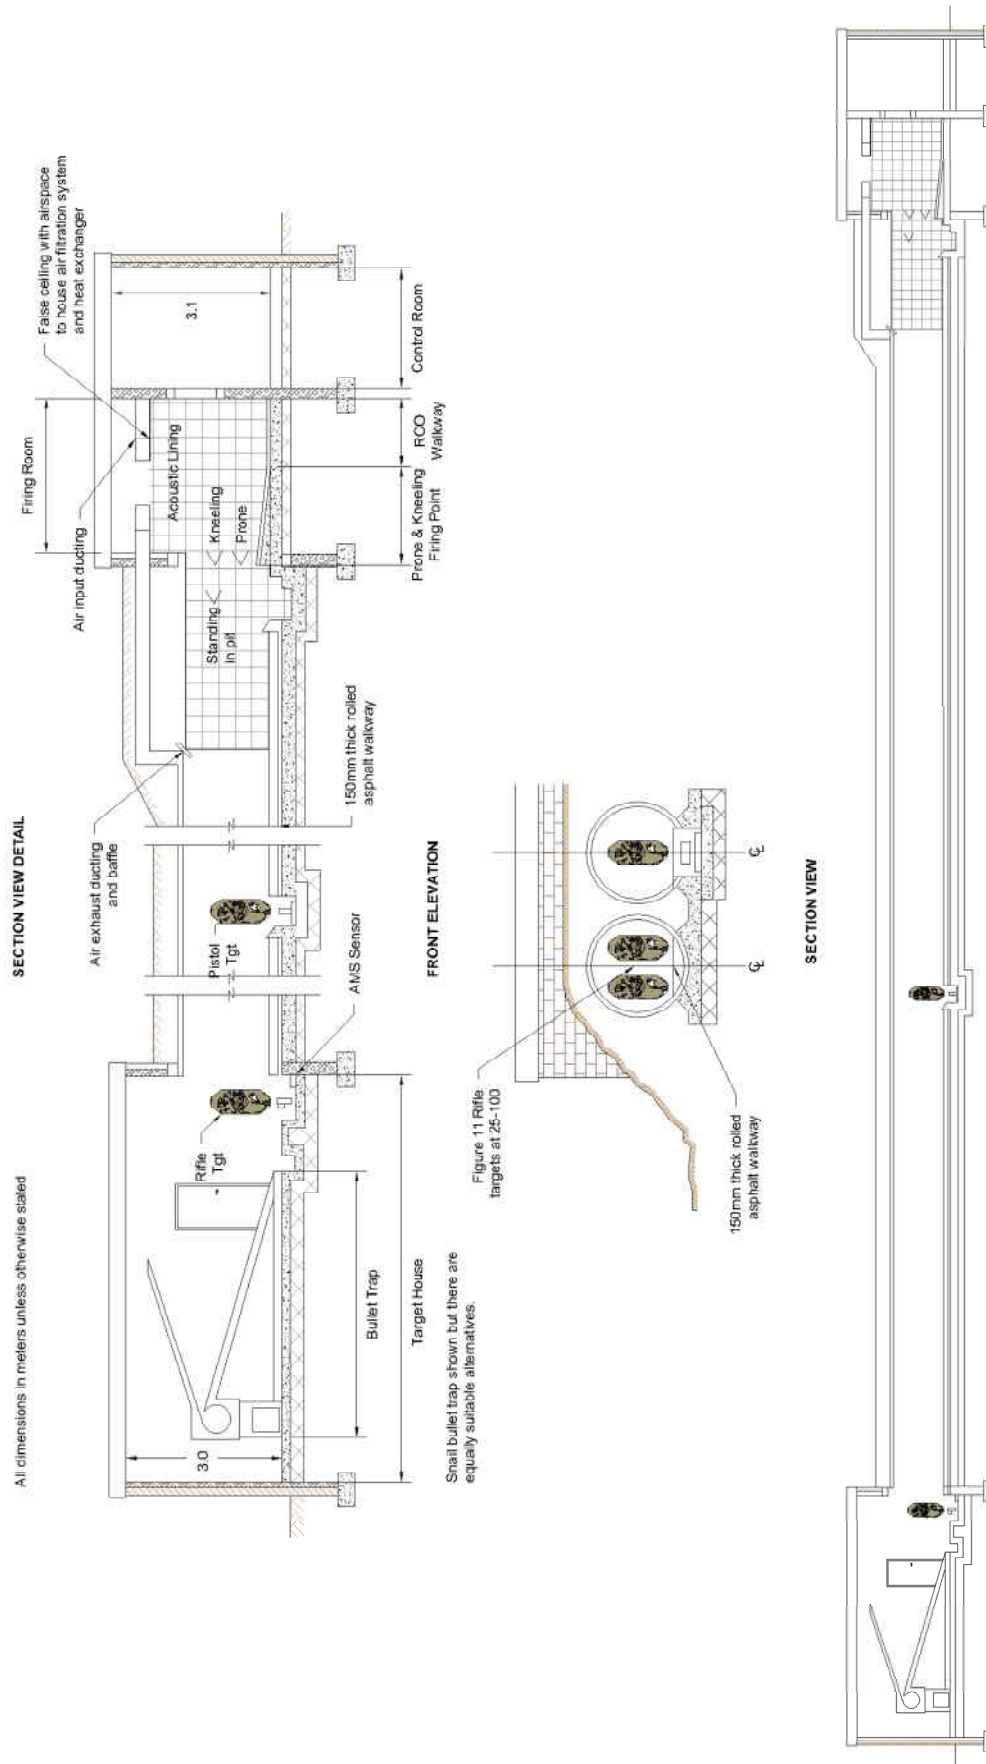 All dimensions in meters unless otherwise stated
SECTION VIEW DETAIL
False ceiling with airspace
to house air filtration system
and heat exchanger
Firing Room
Air input ducting
Air exhaust ducting
and baffle
Acoustic Lining
3.1
Kneeling
Prone
Standing
in pit
Pistol
Tgt
Rifle
Tgt
3.0
150mm thick rolled
asphalt walkway
AMS Sensor
Prone & Kneeling
Firing Point
RCO
Walkway
Control Room
Bullet Trap
Target House
Snail bullet trap shown but there are
equally suitable alternatives.
FRONT ELEVATION
Figure 11 Rifle
targets at 25-100
150mm thick rolled
asphalt walkway
CL
CL
SECTION VIEW